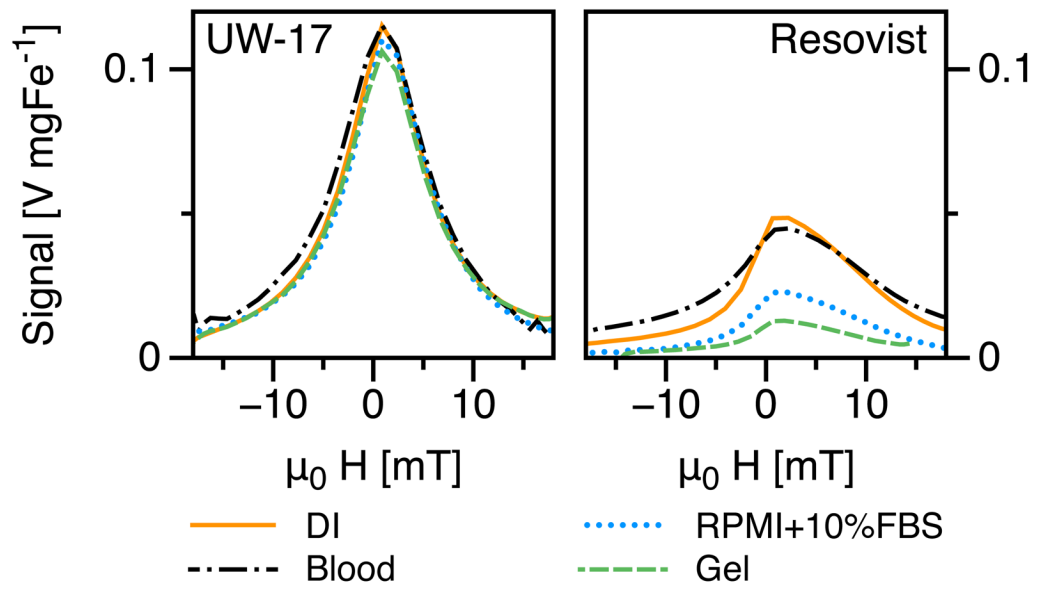 Signal [V mgFe⁻¹]
UW-17
Resovist
0.1
0.1
0
0
−10 0 10
−10 0 10
μ₀ H [mT]
μ₀ H [mT]
DI
RPMI+10%FBS
Blood
Gel